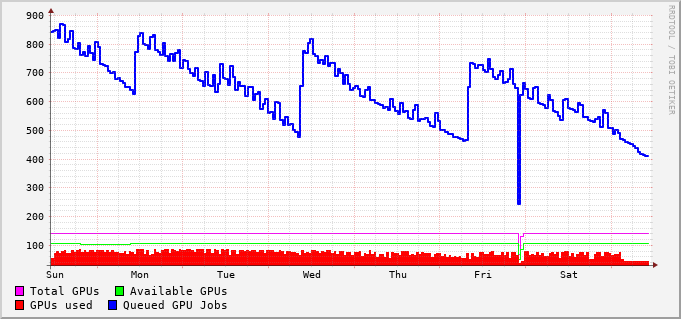 900
800
700
600
500
400
300
200
100
Sun Mon Tue Wed Thu Fri Sat
Total GPUs Available GPUs
GPUs used Queued GPU Jobs
RRDTOOL / TOBI OETIKER